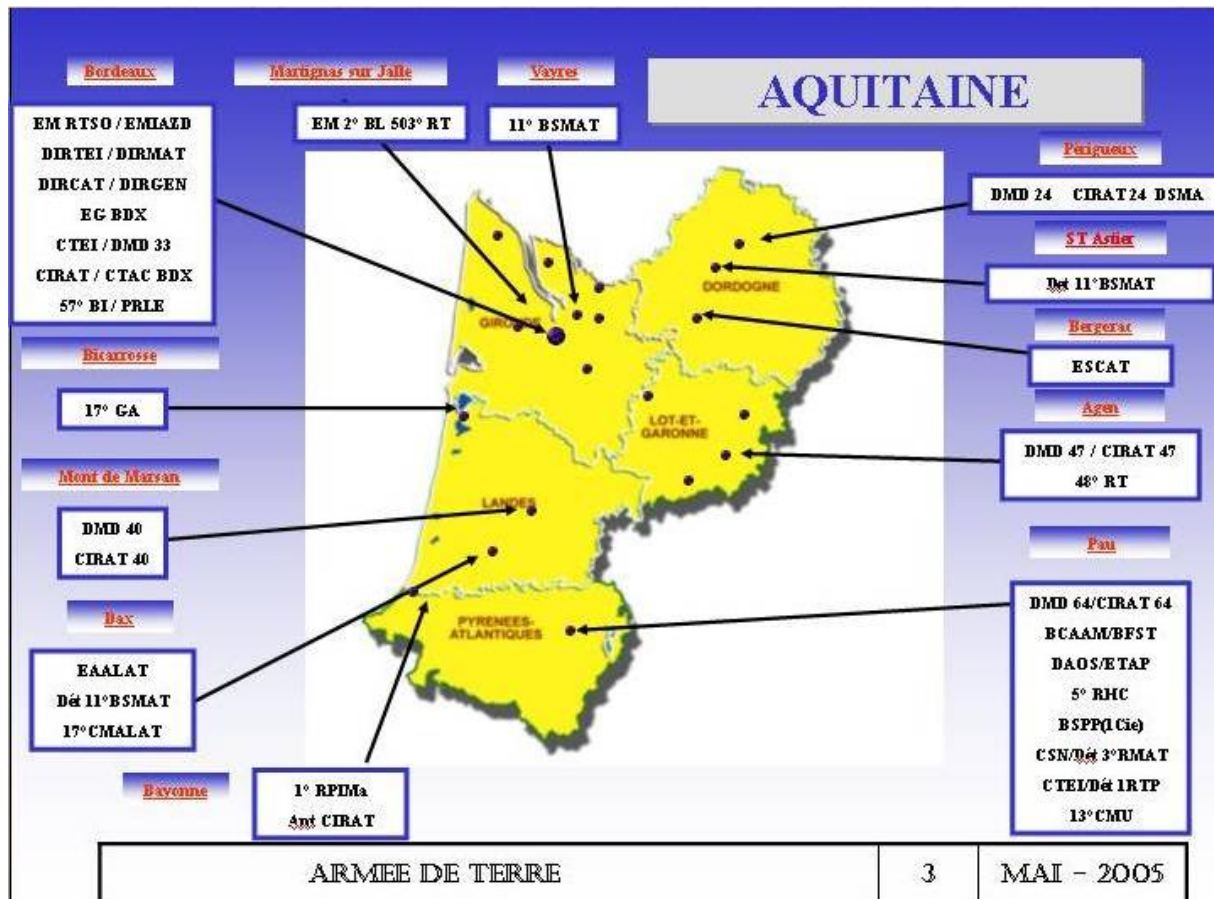 AQUITAINE
Bordeaux
EM RTSO / EMIAZD
DIRTEI / DIRMAT
DIRCAT / DIRGEN
EG BDX
CTEI / DMD 33
CIRAT / CTAC BDX
57° BI / PRLE
Martignas sur Jalle
EM 2° BL 503° RT
Vayres
11° BSMAT
Périgueux
DMD 24 CIRAT 24 DSMA
ST Astier
Det 11°BSMAT
Bergerac
ESCAT
Agen
DMD 47 / CIRAT 47
48° RT
Pau
DMD 64/CIRAT 64
BCAAM/BFST
DAOS/ETAP
5° RHC
BSPP(1Cie)
CSN/Dét 3°RMAT
CTEI/Dét 1RTP
13°CMU
Bicarrosse
17° GA
Mont de Marsan
DMD 40
CIRAT 40
Dax
EAALAT
Dét 11°BSMAT
17°CMALAT
Bayonne
1° RPIMa
Ant CIRAT
GIRONDE
DORDOGNE
LOT-ET-
GARONNE
LANDES
PYRENEES-
ATLANTIQUES
ARMEE DE TERRE
3
MAI - 2005